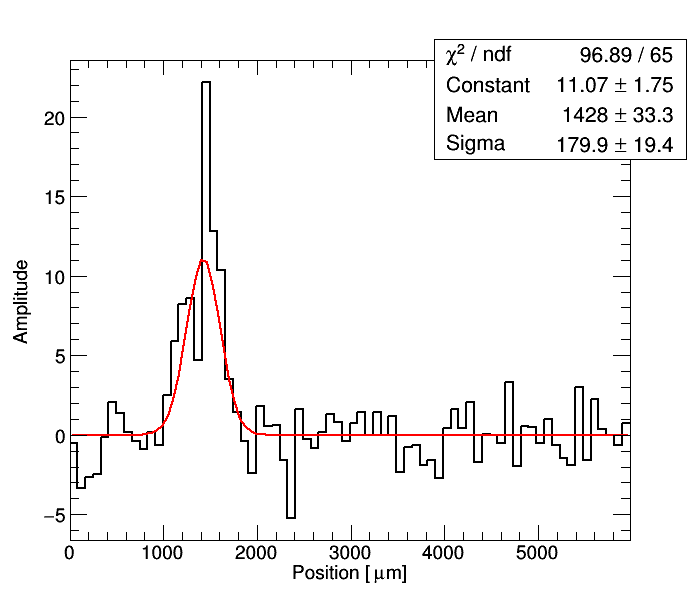 χ² / ndf 96.89 / 65
Constant 11.07 ± 1.75
Mean 1428 ± 33.3
Sigma 179.9 ± 19.4
20
15
10
5
0
−5
Amplitude
0 1000 2000 3000 4000 5000
Position [ μm]